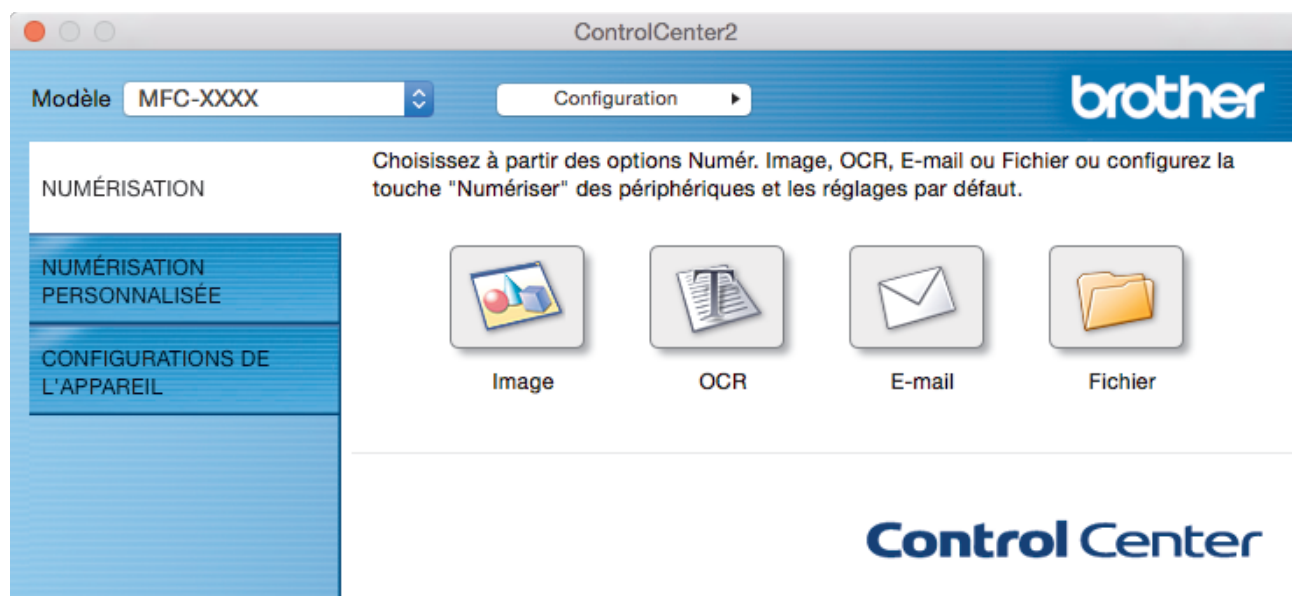 ControlCenter2
Modèle MFC-XXXX Configuration brother
NUMÉRISATION
Choisissez à partir des options Numér. Image, OCR, E-mail ou Fichier ou configurez la
touche "Numériser" des périphériques et les réglages par défaut.
NUMÉRISATION
PERSONNALISÉE
CONFIGURATIONS DE
L'APPAREIL
Image OCR E-mail Fichier
Control Center